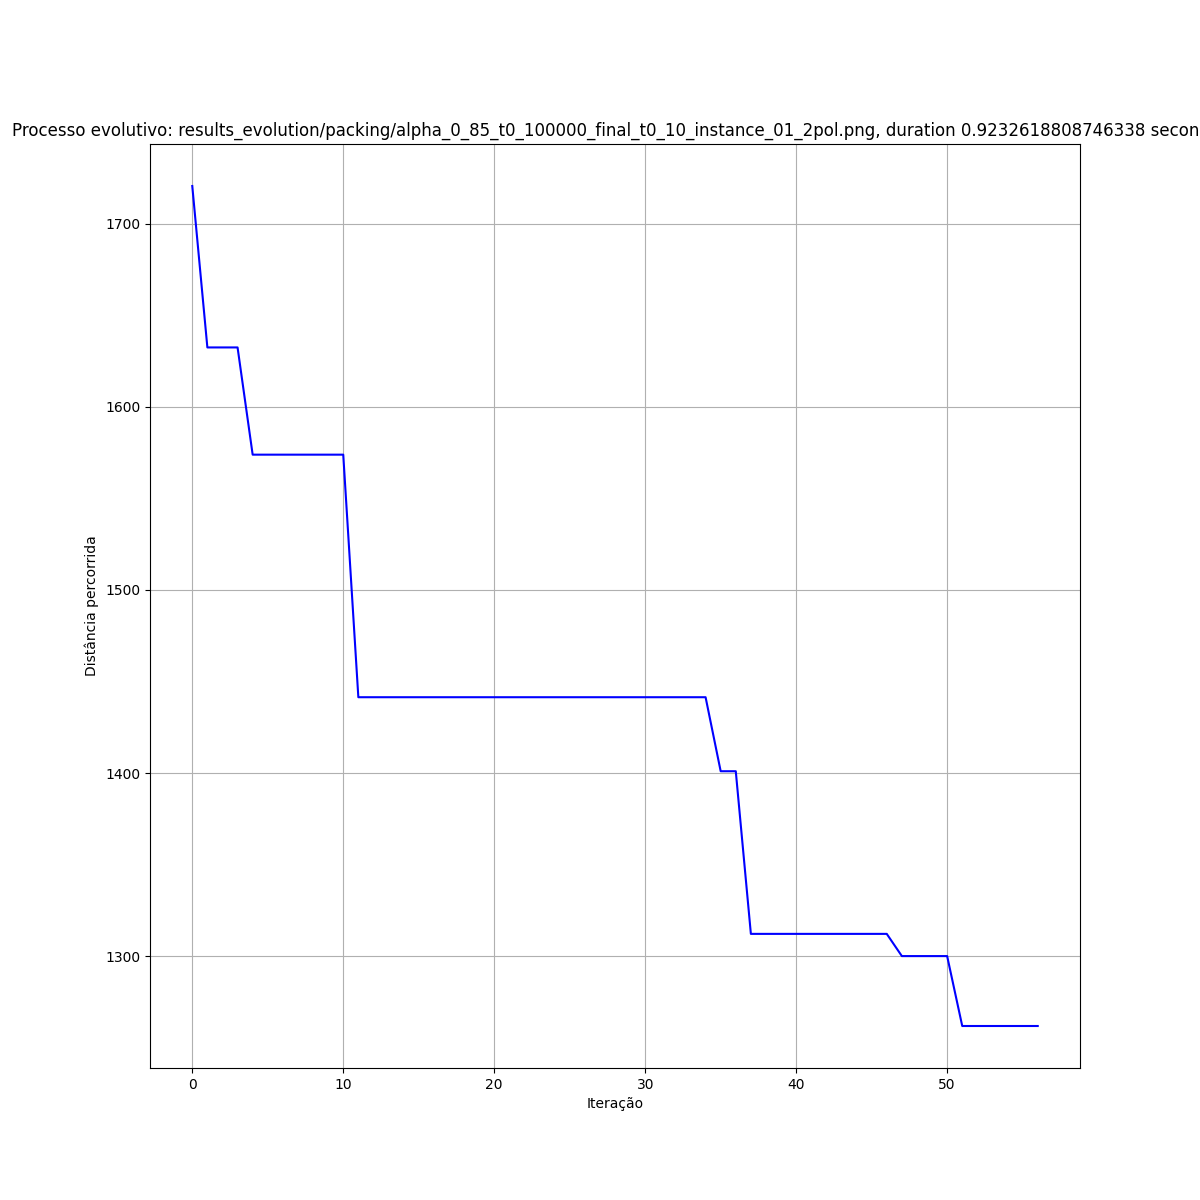 Processo evolutivo: results_evolution/packing/alpha_0_85_t0_100000_final_t0_10_instance_01_2pol.png, duration 0.9232618808746338 secon
1700
1600
1500
1400
1300
Distância percorrida
0 10 20 30 40 50
Iteração